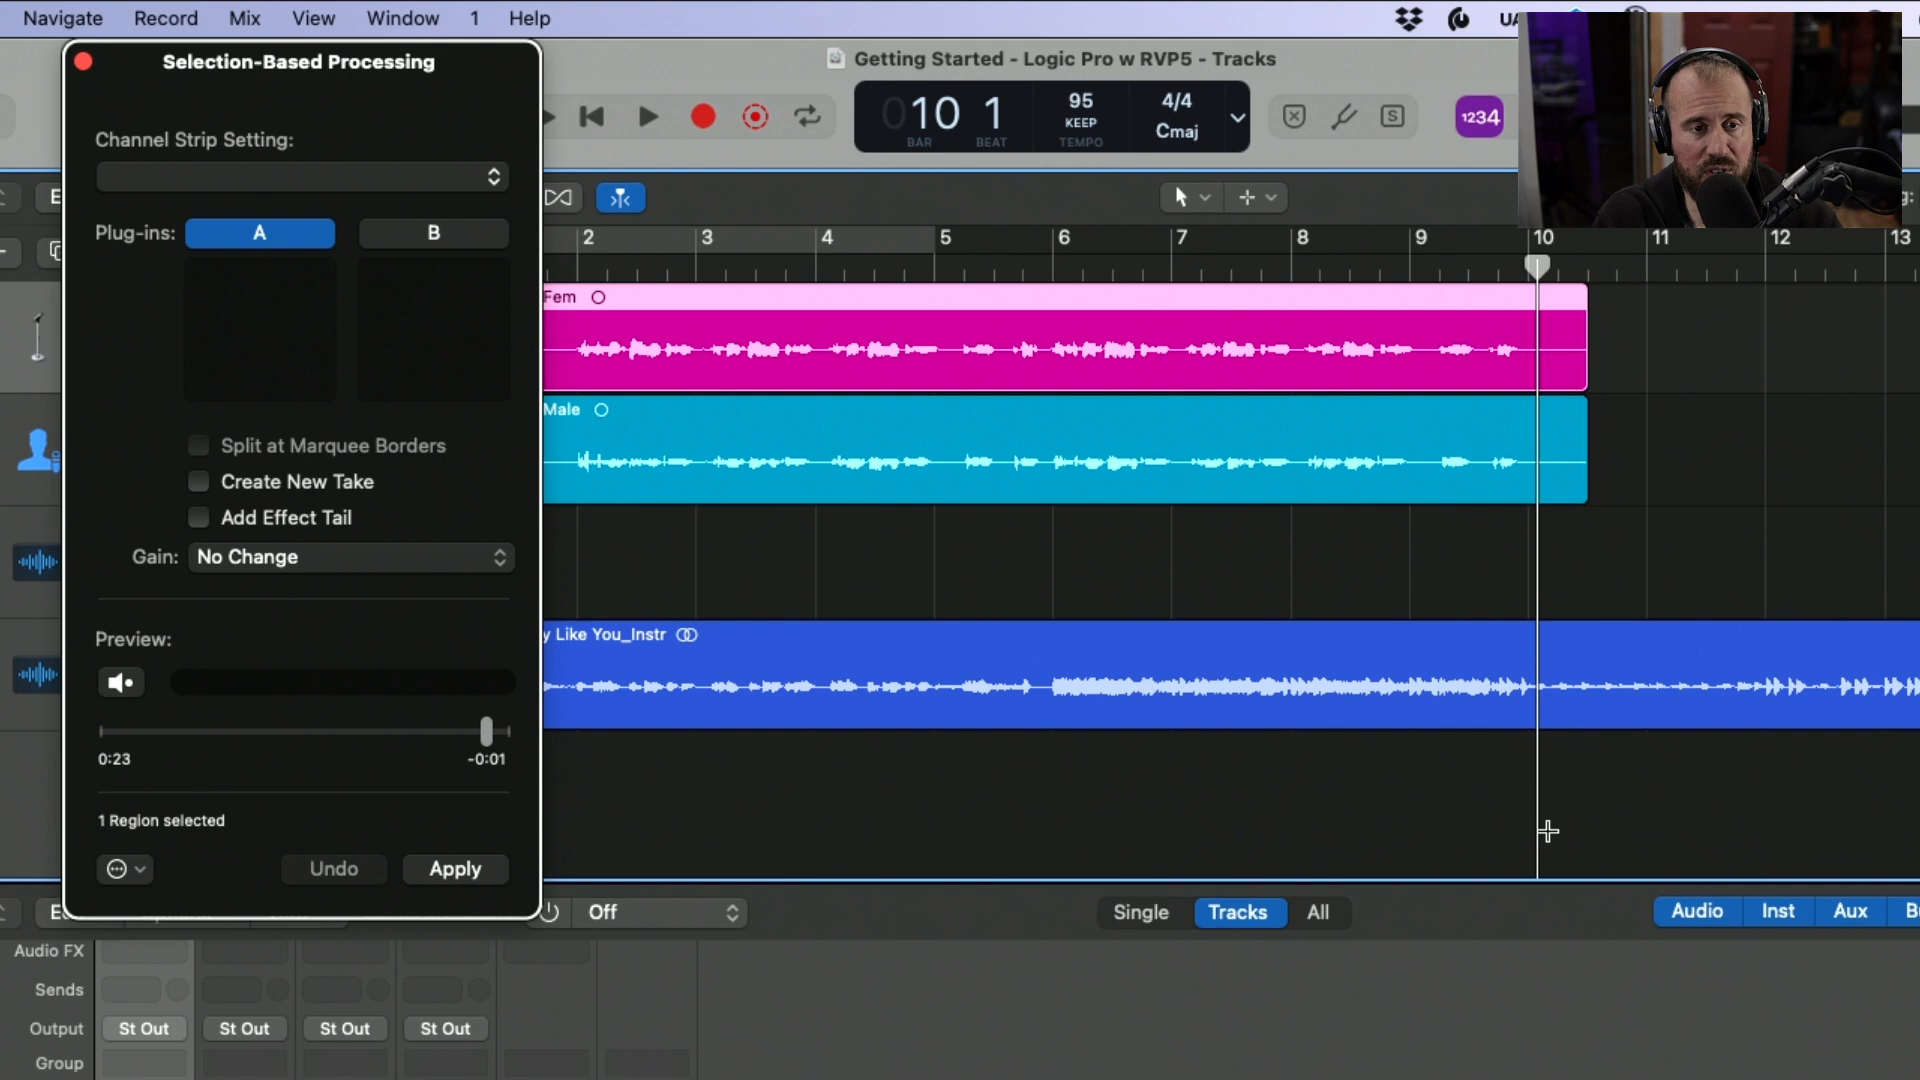 Navigate Record Mix View Window 1 Help
Selection-Based Processing
Getting Started - Logic Pro w RVP5 - Tracks
Channel Strip Setting:
010 1
BAR BEAT
95
KEEP
TEMPO
4/4
Cmaj
S
1234
Plug-ins: A B
2 3 4 5 6 7 8 9 10 11 12 13
Fem
Male
Split at Marquee Borders
Create New Take
Add Effect Tail
Gain: No Change
y Like You_Instr
Preview:
0:23 -0:01
1 Region selected
Undo Apply
Off
Single Tracks All
Audio Inst Aux
Audio FX
Sends
Output St Out St Out St Out St Out
Group